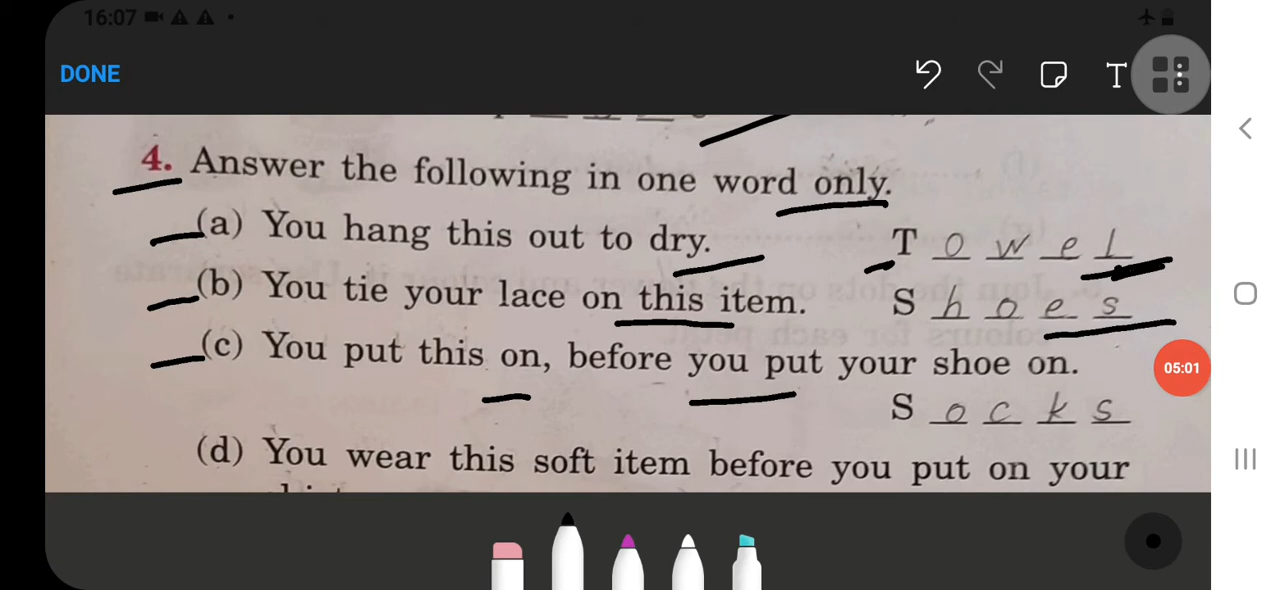 16:07
DONE
T
4. Answer the following in one word only.
(a) You hang this out to dry. Towel
(b) You tie your lace on this item. Shoes
(c) You put this on, before you put your shoe on.
05:01
Socks
(d) You wear this soft item before you put on your